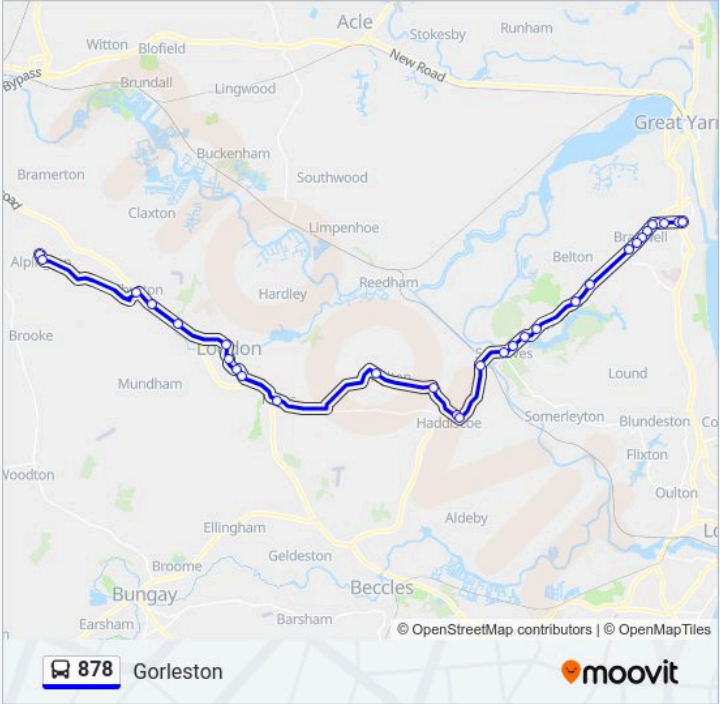 Acle
Stokesby
Runham
Witton
Blofield
New Road
Bypass
Brundall
Lingwood
Great Yar
Buckenham
Southwood
Bramerton
Claxton
Limpenhoe
Belton
Reedham
Hardley
Brooke
Mundham
Lound
Haddiscoe
Somerleyton
Blundeston
Flixton
Woodton
Oulton
Aldeby
Ellingham
Geldeston
Broome
Beccles
Bungay
Earsham
Barsham
© OpenStreetMap contributors | © OpenMapTiles
878 Gorleston
moovit